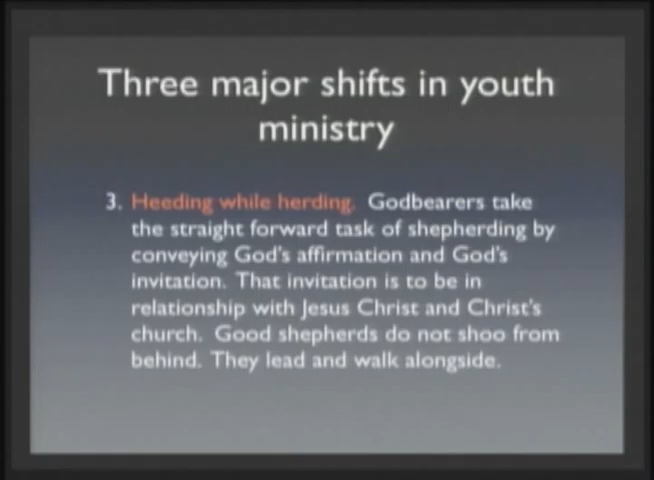 Three major shifts in youth
ministry
3. Heeding while herding. Godbearers take
the straight forward task of shepherding by
conveying God's affirmation and God's
invitation. That invitation is to be in
relationship with Jesus Christ and Christ's
church. Good shepherds do not shoo from
behind. They lead and walk alongside.